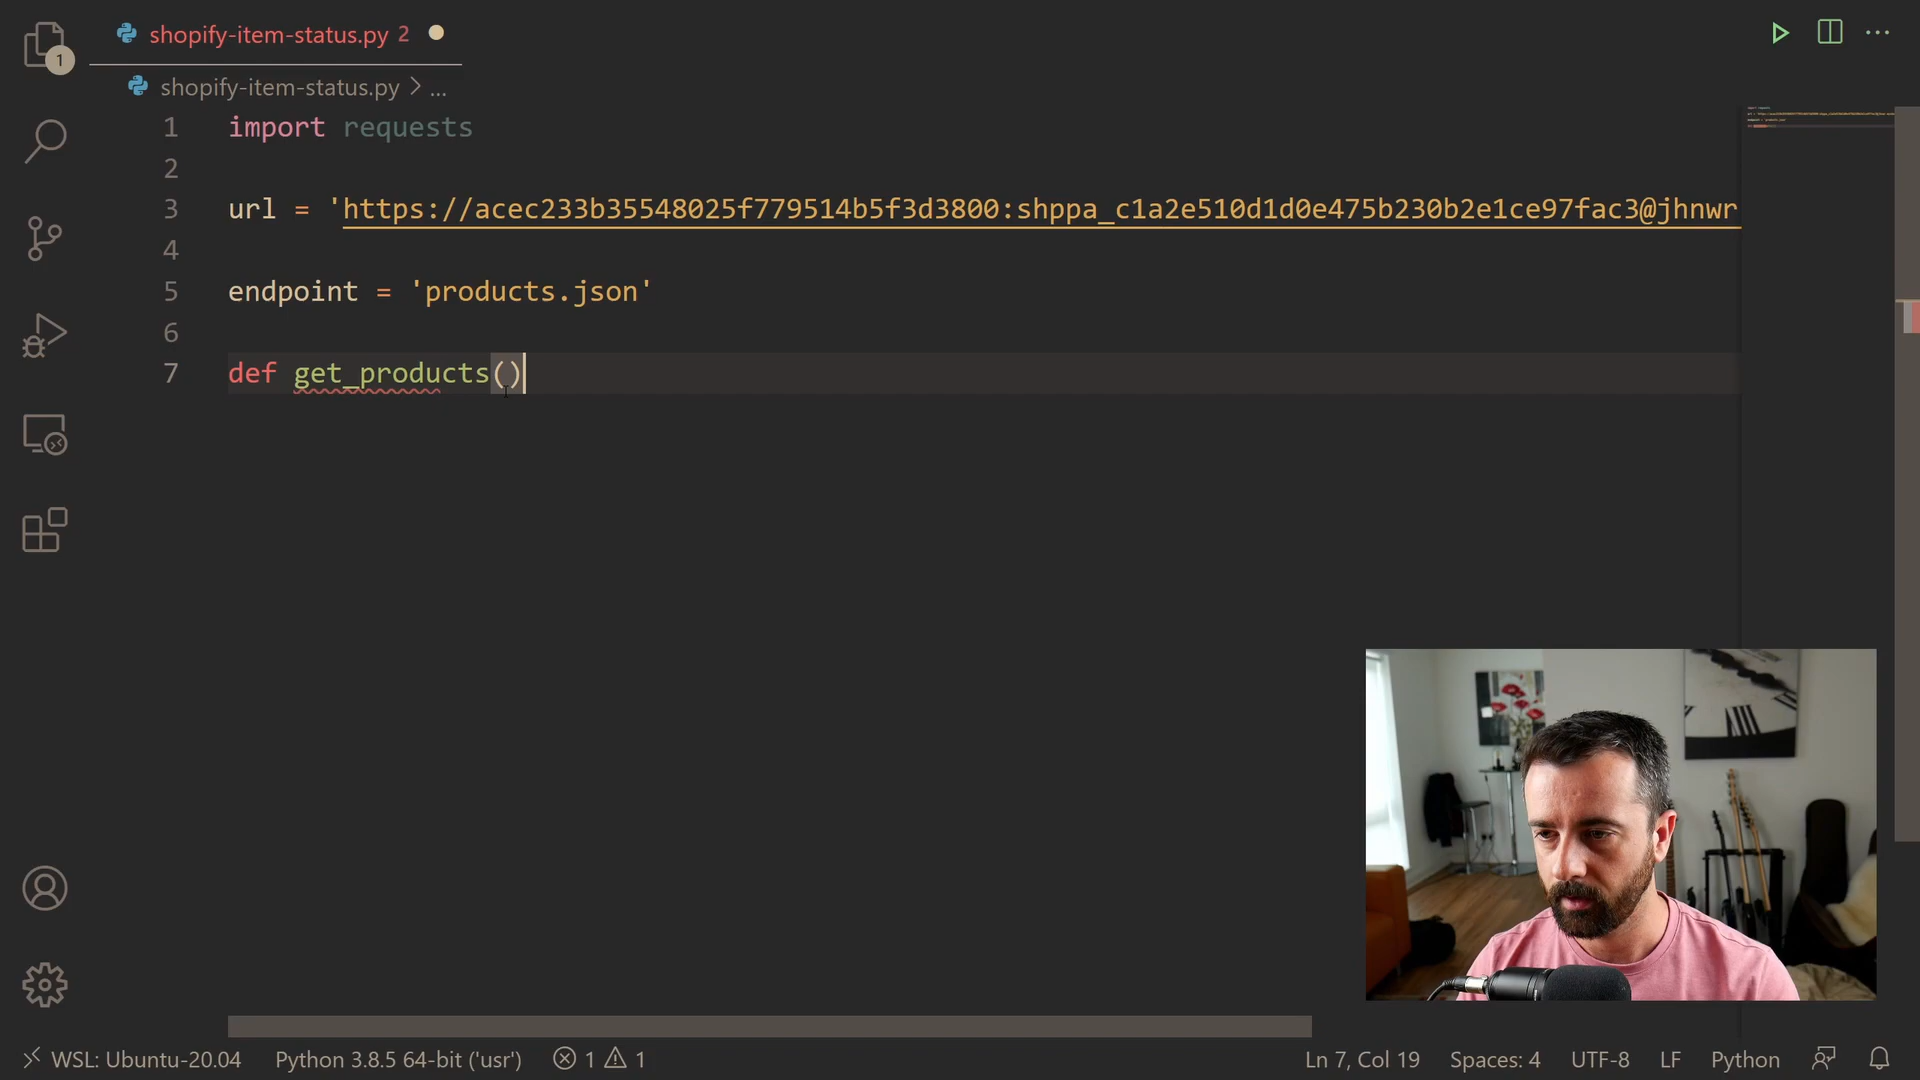 shopify-item-status.py 2
1
shopify-item-status.py > ...
1 import requests
2
3 url = 'https://acec233b35548025f779514b5f3d3800: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@jhnwr
4
5 endpoint = 'products.json'
6
7 def get_products()
WSL: Ubuntu-20.04 Python 3.8.5 64-bit ('usr') 1 1 Ln 7, Col 19 Spaces: 4 UTF-8 LF Python